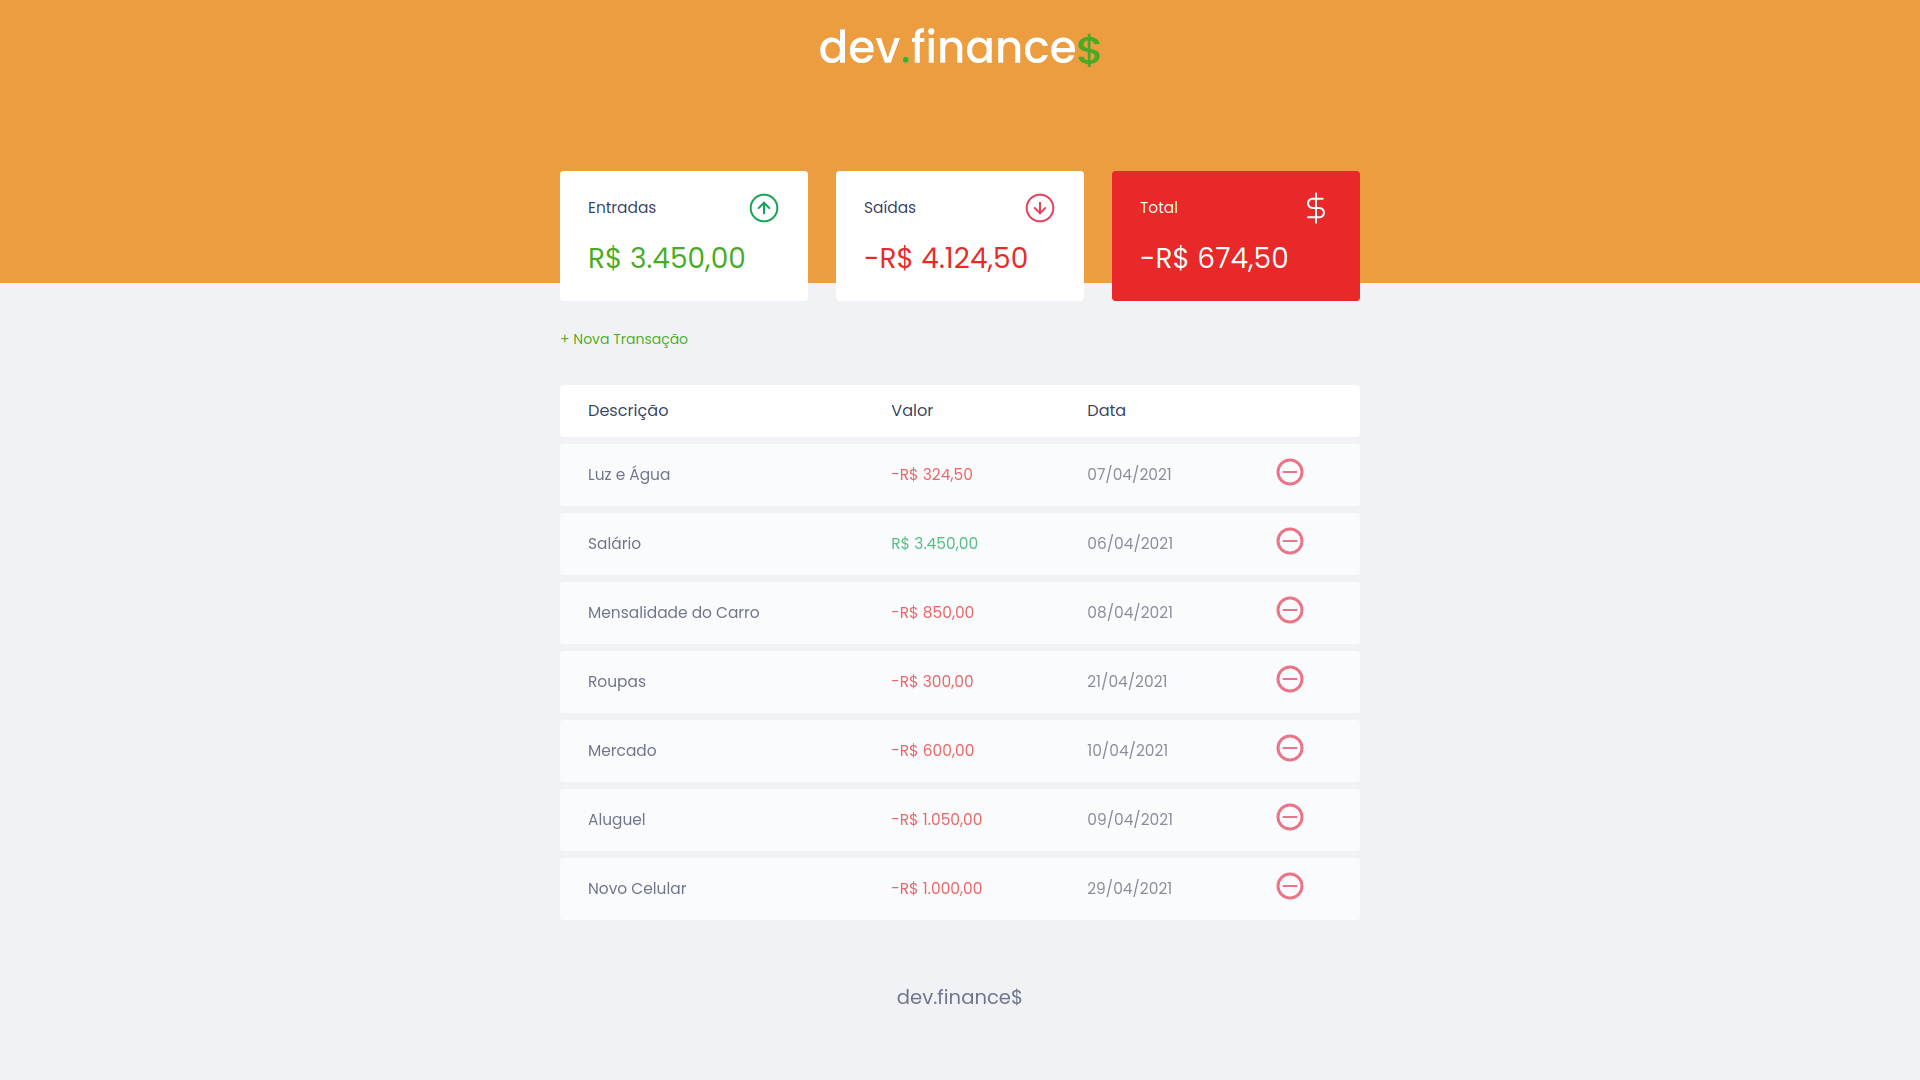 dev.finance$
Entradas
R$ 3.450,00
Saídas
-R$ 4.124,50
Total
-R$ 674,50
+ Nova Transação
Descrição Valor Data
Luz e Água -R$ 324,50 07/04/2021
Salário R$ 3.450,00 06/04/2021
Mensalidade do Carro -R$ 850,00 08/04/2021
Roupas -R$ 300,00 21/04/2021
Mercado -R$ 600,00 10/04/2021
Aluguel -R$ 1.050,00 09/04/2021
Novo Celular -R$ 1.000,00 29/04/2021
dev.finance$